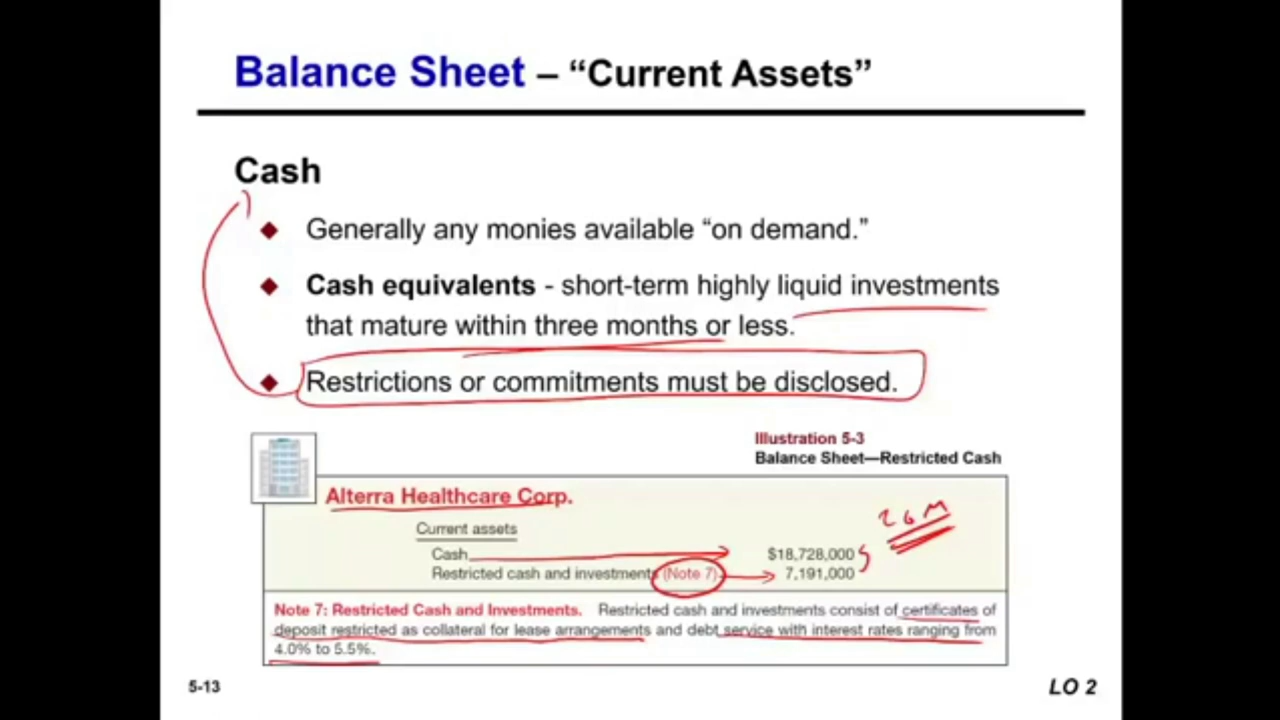 Balance Sheet – “Current Assets”
Cash
Generally any monies available “on demand.”
Cash equivalents - short-term highly liquid investments
that mature within three months or less.
Restrictions or commitments must be disclosed.
Illustration 5-3
Balance Sheet—Restricted Cash
Alterra Healthcare Corp.
Current assets
Cash $18,728,000
Restricted cash and investments (Note 7) 7,191,000
26M
Note 7: Restricted Cash and Investments. Restricted cash and investments consist of certificates of
deposit restricted as collateral for lease arrangements and debt service with interest rates ranging from
4.0% to 5.5%.
5-13
LO 2